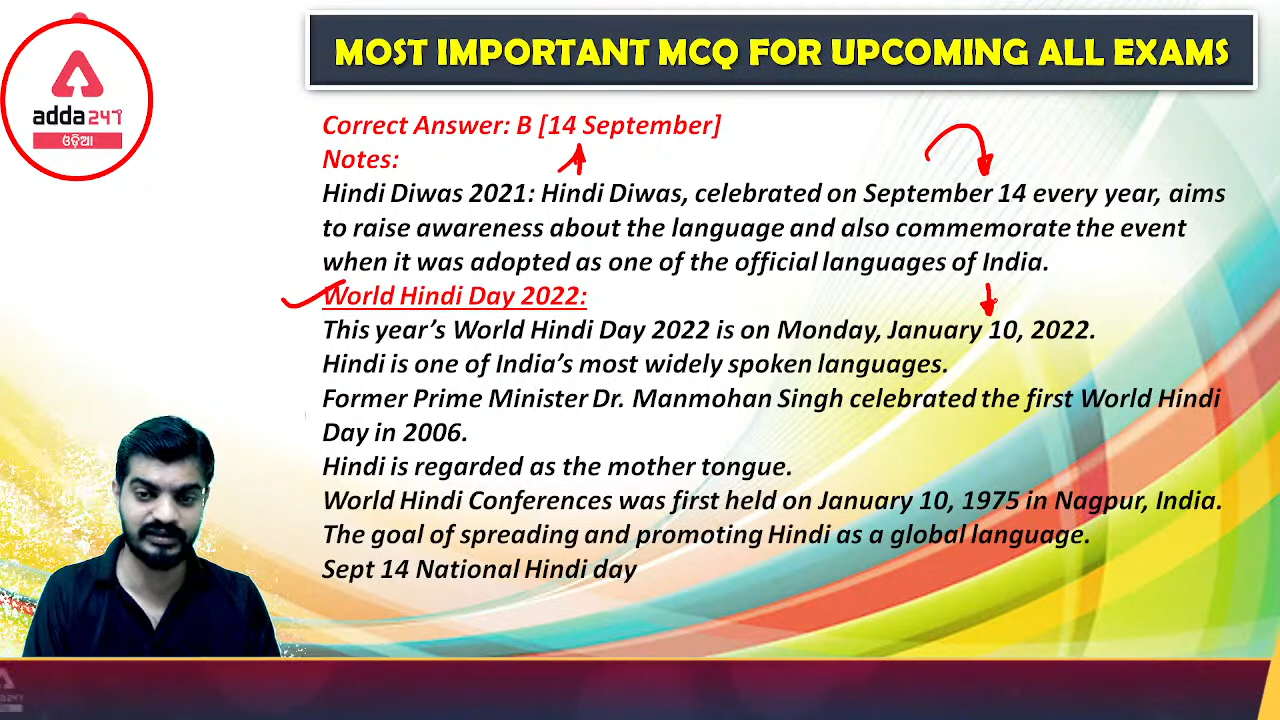 adda247
ଓଡ଼ିଆ
MOST IMPORTANT MCQ FOR UPCOMING ALL EXAMS
Correct Answer: B [14 September]
Notes:
Hindi Diwas 2021: Hindi Diwas, celebrated on September 14 every year, aims
to raise awareness about the language and also commemorate the event
when it was adopted as one of the official languages of India.
World Hindi Day 2022:
This year’s World Hindi Day 2022 is on Monday, January 10, 2022.
Hindi is one of India’s most widely spoken languages.
Former Prime Minister Dr. Manmohan Singh celebrated the first World Hindi
Day in 2006.
Hindi is regarded as the mother tongue.
World Hindi Conferences was first held on January 10, 1975 in Nagpur, India.
The goal of spreading and promoting Hindi as a global language.
Sept 14 National Hindi day